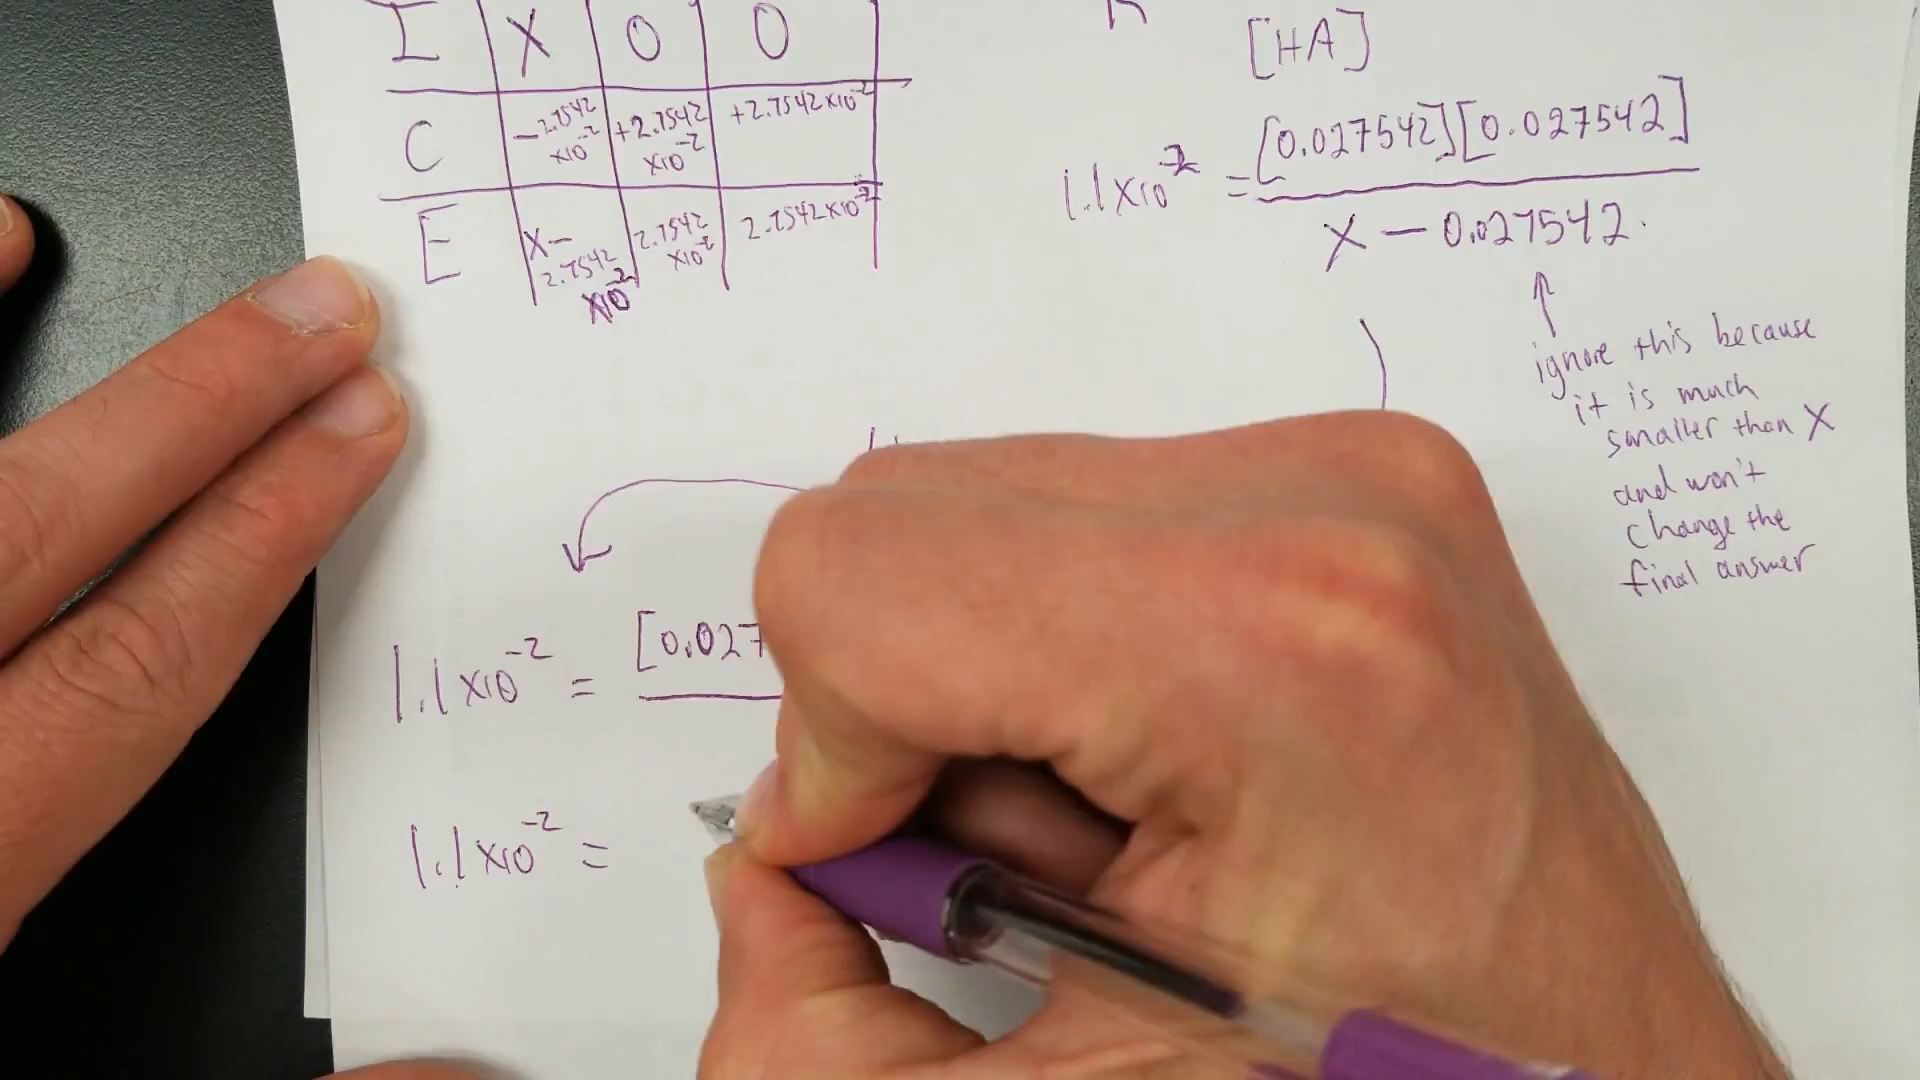 I X O O
C -2.7542 x10^-2 +2.7542 x10^-2 +2.7542x10^-2
E X- 2.7542 x10^-2 2.7542 x10^-2 2.7542x10^-2
[HA]
1.1x10^-2 = [0.027542][0.027542]
X - 0.027542
ignore this because
it is much
smaller than X
and won't
change the
final answer
1.1x10^-2 = [0.027
1.1x10^-2 =